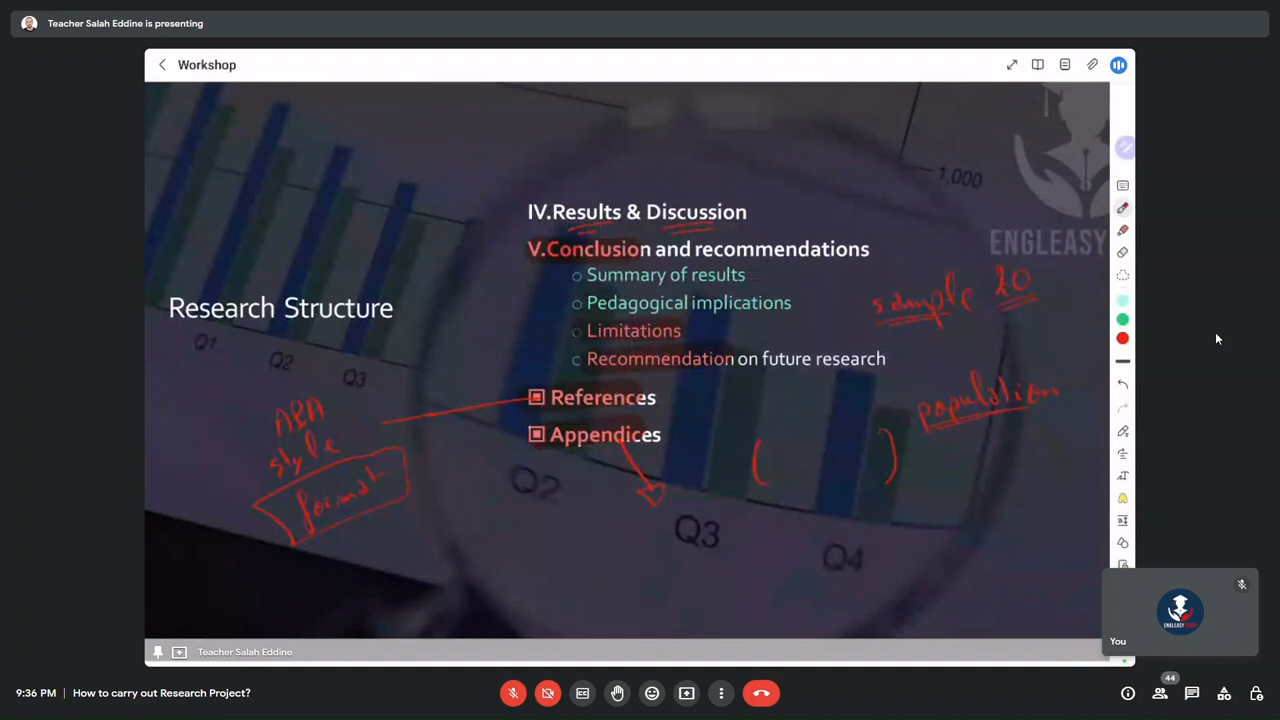 Teacher Salah Eddine is presenting
Workshop
1,000
ENGLEASY
IV.Results & Discussion
V.Conclusion and recommendations
Summary of results
Pedagogical implications
Limitations
Recommendation on future research
References
Appendices
Research Structure
sample 20
population
APA
style
format
Q1
Q2
Q3
Q2
Q3
Q4
Teacher Salah Eddine
ENGLEASY
You
9:36 PM | How to carry out Research Project?
44